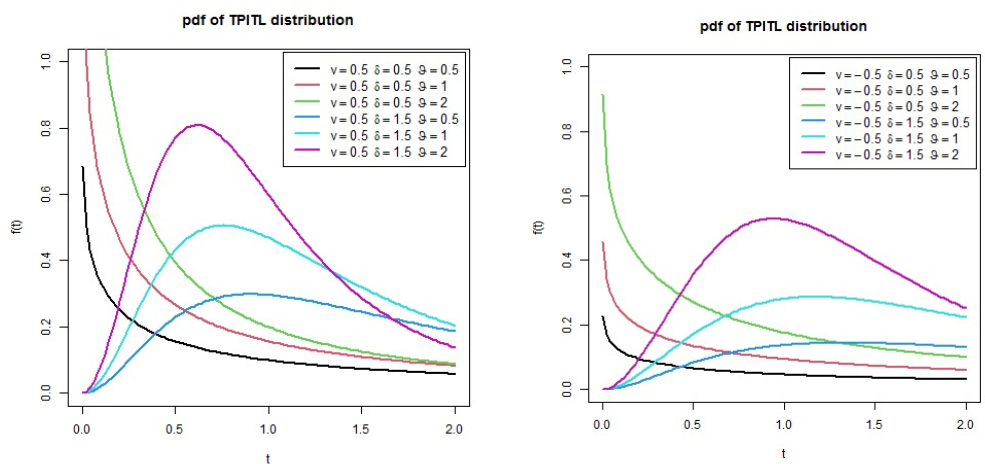 pdf of TPITL distribution
f(t)
1.0
0.8
0.6
0.4
0.2
0.0
v = 0.5 δ = 0.5 ϑ = 0.5
v = 0.5 δ = 0.5 ϑ = 1
v = 0.5 δ = 0.5 ϑ = 2
v = 0.5 δ = 1.5 ϑ = 0.5
v = 0.5 δ = 1.5 ϑ = 1
v = 0.5 δ = 1.5 ϑ = 2
0.0 0.5 1.0 1.5 2.0
t
pdf of TPITL distribution
f(t)
1.0
0.8
0.6
0.4
0.2
0.0
v = −0.5 δ = 0.5 ϑ = 0.5
v = −0.5 δ = 0.5 ϑ = 1
v = −0.5 δ = 0.5 ϑ = 2
v = −0.5 δ = 1.5 ϑ = 0.5
v = −0.5 δ = 1.5 ϑ = 1
v = −0.5 δ = 1.5 ϑ = 2
0.0 0.5 1.0 1.5 2.0
t